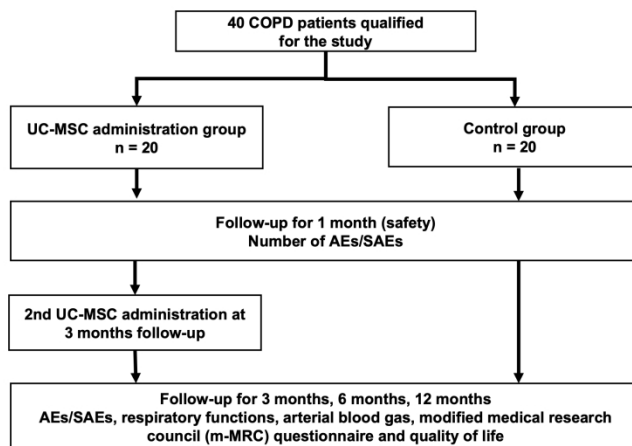 40 COPD patients qualified
for the study
UC-MSC administration group
n = 20
Control group
n = 20
Follow-up for 1 month (safety)
Number of AEs/SAEs
2nd UC-MSC administration at
3 months follow-up
Follow-up for 3 months, 6 months, 12 months
AEs/SAEs, respiratory functions, arterial blood gas, modified medical research
council (m-MRC) questionnaire and quality of life